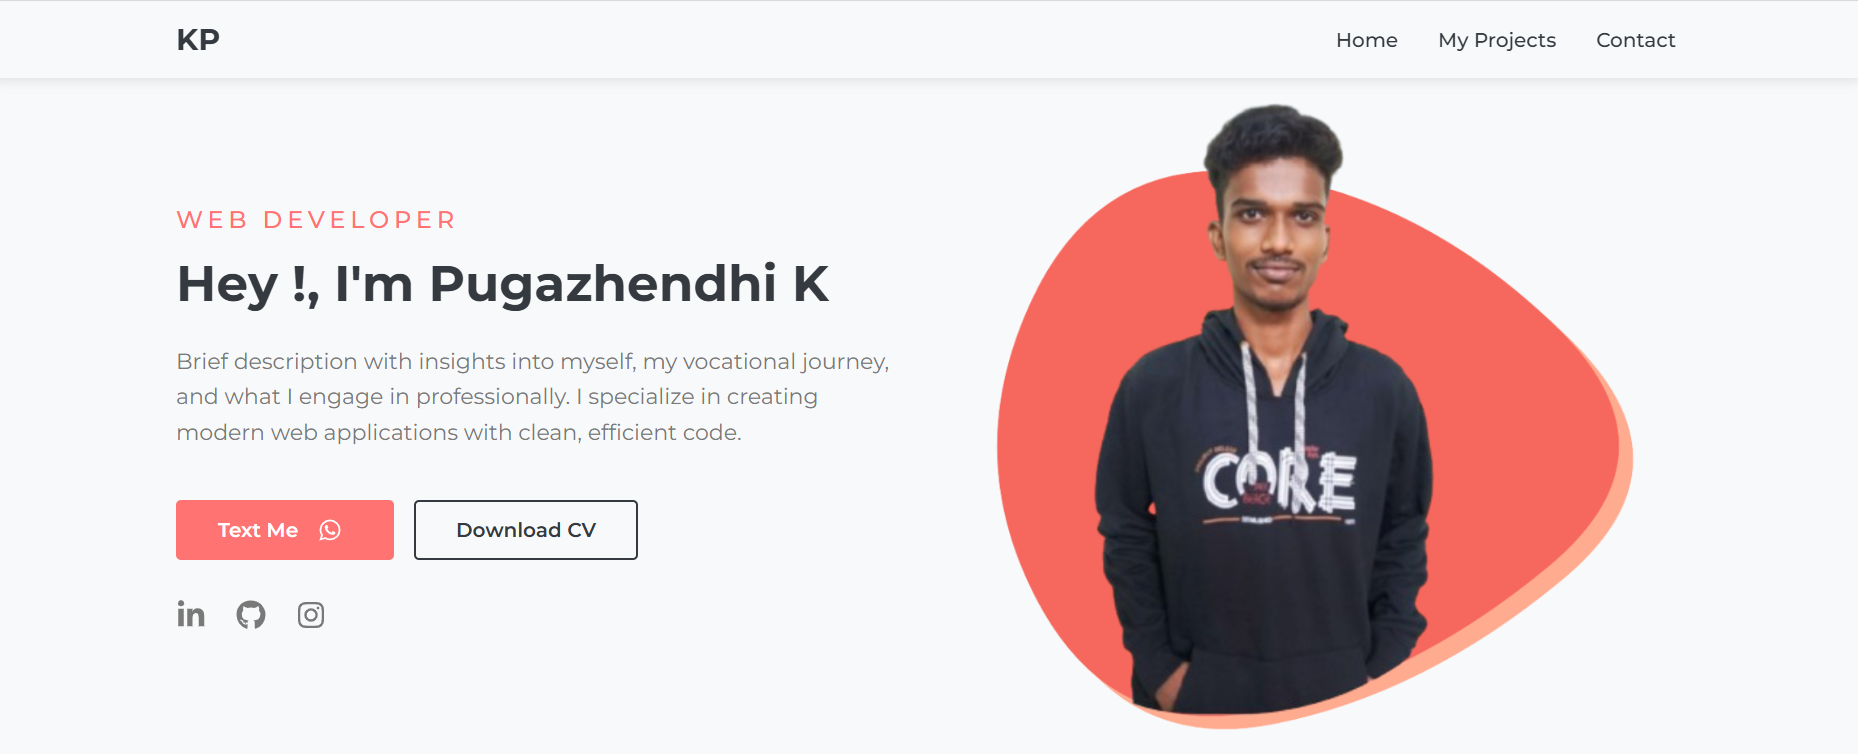 KP
Home My Projects Contact
WEB DEVELOPER
Hey !, I'm Pugazhendhi K
Brief description with insights into myself, my vocational journey,
and what I engage in professionally. I specialize in creating
modern web applications with clean, efficient code.
Text Me
Download CV
in
CORE